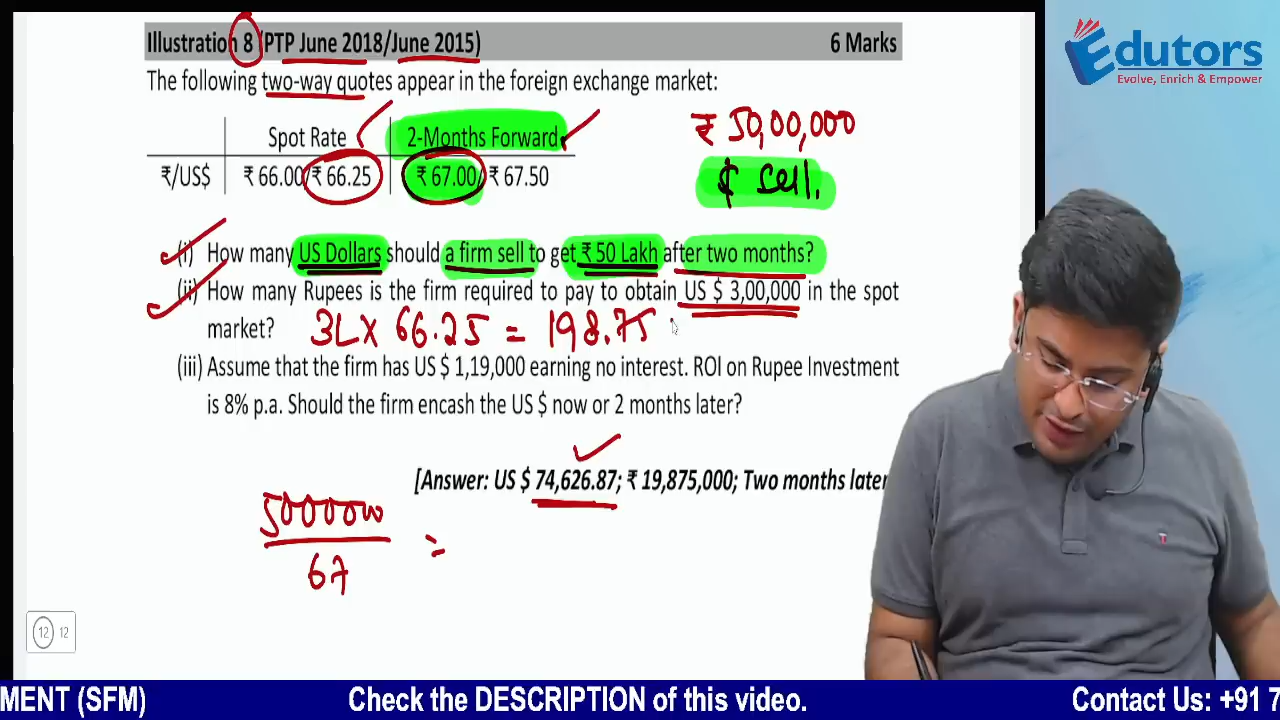 Illustration 8 (PTP June 2018/June 2015) 6 Marks
The following two-way quotes appear in the foreign exchange market:
Spot Rate 2-Months Forward
₹/US$ ₹ 66.00/ ₹ 66.25 ₹ 67.00/ ₹ 67.50
₹ 50,00,000
$ sell.
(i) How many US Dollars should a firm sell to get ₹ 50 Lakh after two months?
(ii) How many Rupees is the firm required to pay to obtain US $ 3,00,000 in the spot
market? 3L X 66.25 = 198.75
(iii) Assume that the firm has US $ 1,19,000 earning no interest. ROI on Rupee Investment
is 8% p.a. Should the firm encash the US $ now or 2 months later?
[Answer: US $ 74,626.87; ₹ 19,875,000; Two months later
5000000
67
=
12 12
Edutors
Evolve, Enrich & Empower
MENT (SFM) Check the DESCRIPTION of this video. Contact Us: +91 7